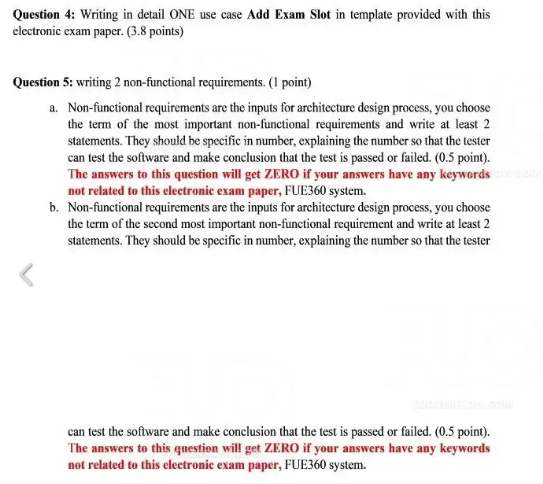 Question 4: Writing in detail ONE use case Add Exam Slot in template provided with this
electronic exam paper. (3.8 points)
Question 5: writing 2 non-functional requirements. (1 point)
a. Non-functional requirements are the inputs for architecture design process, you choose
the term of the most important non-functional requirements and write at least 2
statements. They should be specific in number, explaining the number so that the tester
can test the software and make conclusion that the test is passed or failed. (0.5 point).
The answers to this question will get ZERO if your answers have any keywords
not related to this electronic exam paper, FUE360 system.
b. Non-functional requirements are the inputs for architecture design process, you choose
the term of the second most important non-functional requirement and write at least 2
statements. They should be specific in number, explaining the number so that the tester
can test the software and make conclusion that the test is passed or failed. (0.5 point).
The answers to this question will get ZERO if your answers have any keywords
not related to this electronic exam paper, FUE360 system.